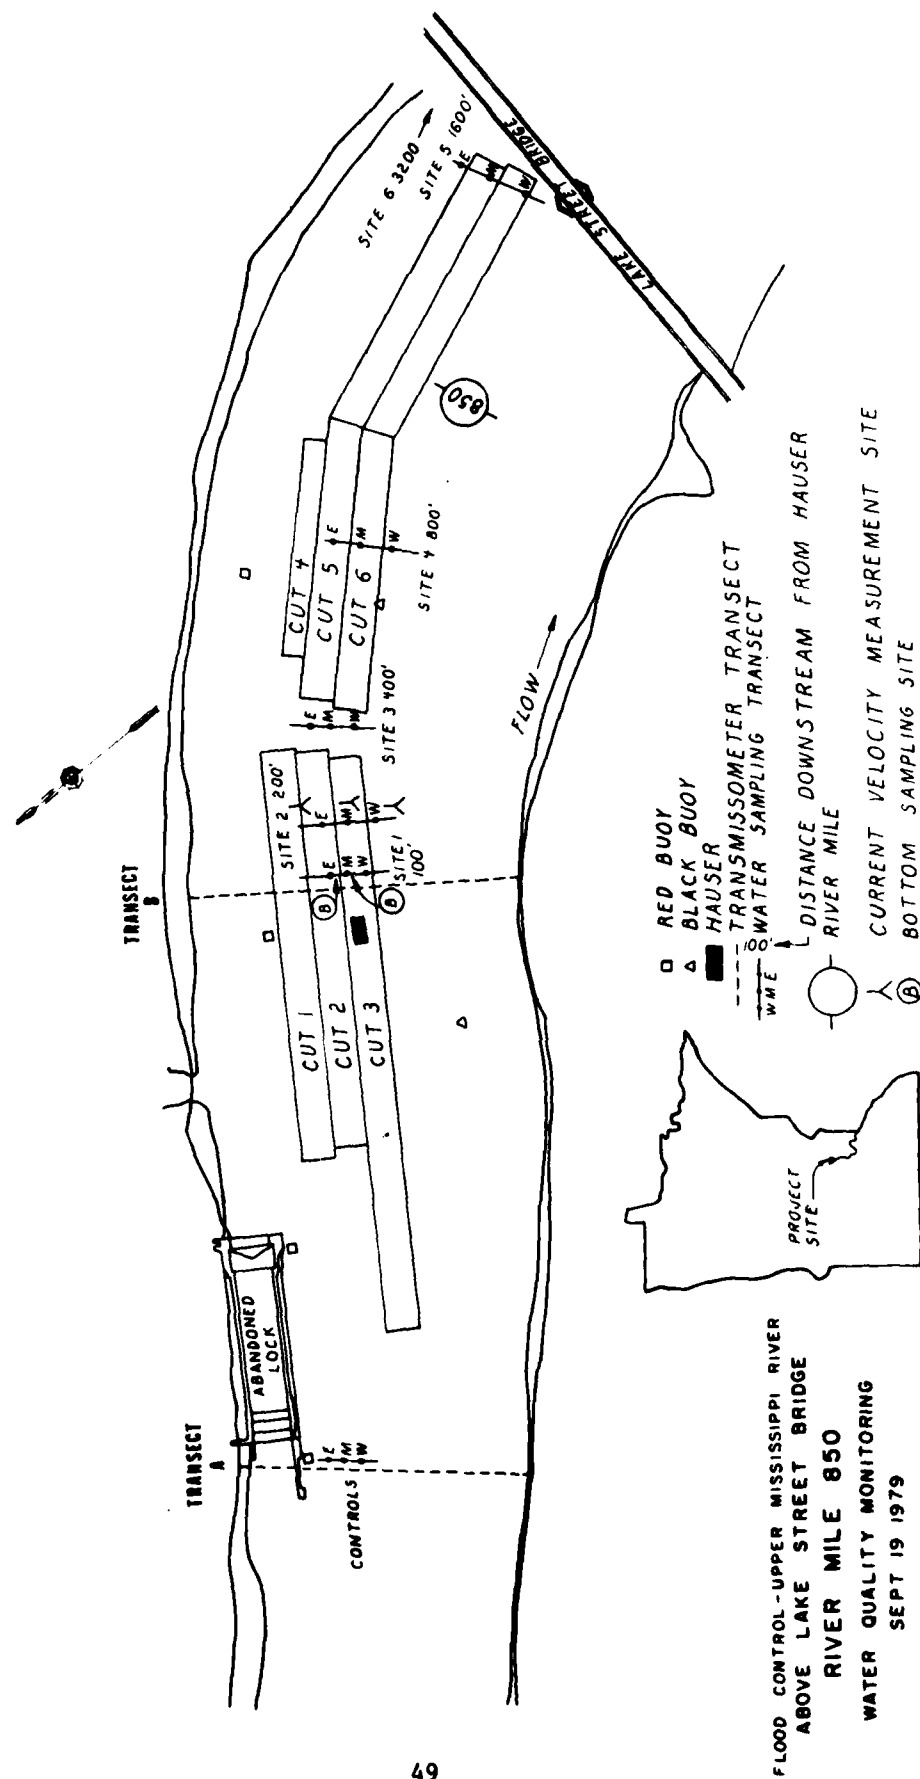 TRANSECT
A
TRANSECT
B
ABANDONED
LOCK
CONTROLS
E
M
W
CUT 1
CUT 2
CUT 3
B
B
SITE 1
100'
E
M
W
SITE 2 200'
E
M
W
SITE 3 400'
E
M
W
CUT 4
CUT 5
CUT 6
SITE 4 800'
E
M
W
850
SITE 6 3200
SITE 5 1600'
E
M
W
LAKE STREET BRIDGE
LAKE STREET BRIDGE
FLOW
RED BUOY
BLACK BUOY
HAUSER
TRANSMISSOMETER TRANSECT
W M E 100' WATER SAMPLING TRANSECT
DISTANCE DOWNSTREAM FROM HAUSER
RIVER MILE
CURRENT VELOCITY MEASUREMENT SITE
B BOTTOM SAMPLING SITE
PROJECT
SITE
FLOOD CONTROL-UPPER MISSISSIPPI RIVER
ABOVE LAKE STREET BRIDGE
RIVER MILE 850
WATER QUALITY MONITORING
SEPT 19 1979
49